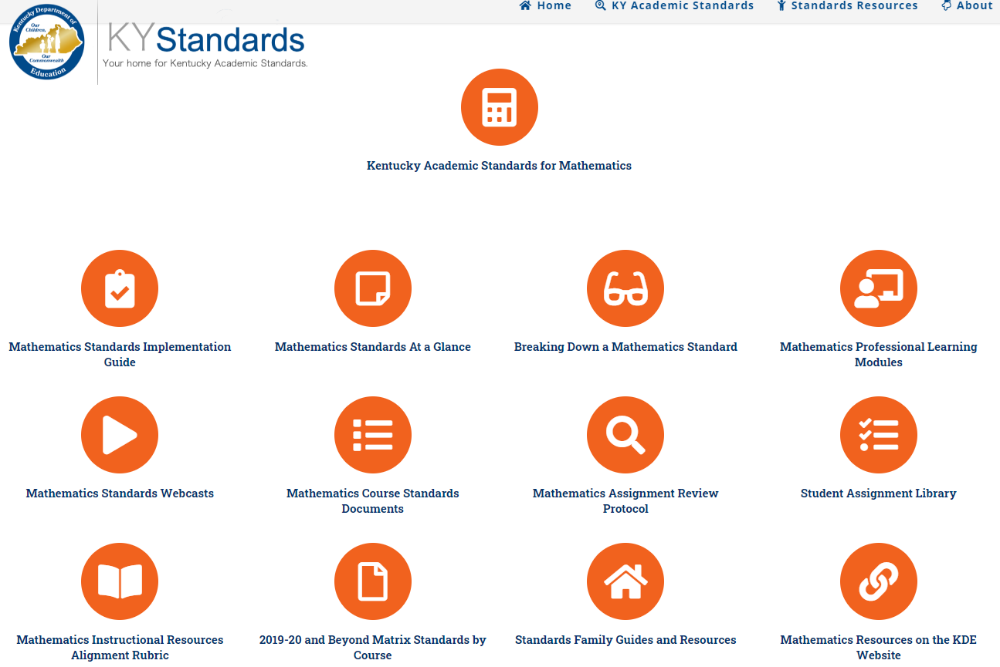 Home
KY Academic Standards
Standards Resources
About
Kentucky Department of
Our
Children,
Our
Commonwealth
Education
KYStandards
Your home for Kentucky Academic Standards.
Kentucky Academic Standards for Mathematics
Mathematics Standards Implementation
Guide
Mathematics Standards At a Glance
Breaking Down a Mathematics Standard
Mathematics Professional Learning
Modules
Mathematics Standards Webcasts
Mathematics Course Standards
Documents
Mathematics Assignment Review
Protocol
Student Assignment Library
Mathematics Instructional Resources
Alignment Rubric
2019-20 and Beyond Matrix Standards by
Course
Standards Family Guides and Resources
Mathematics Resources on the KDE
Website